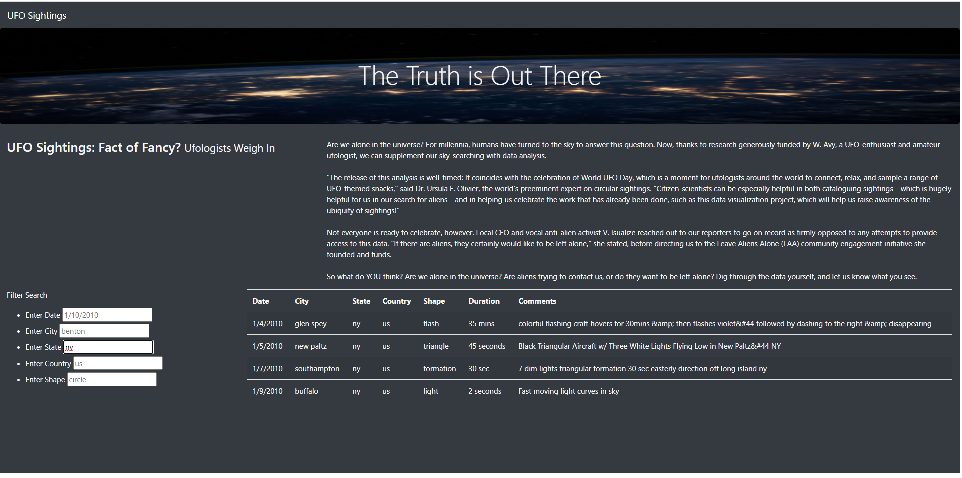 UFO Sightings
The Truth is Out There
UFO Sightings: Fact of Fancy? Ufologists Weigh In
Are we alone in the universe? For millennia, humans have turned to the sky to answer this question. Now, thanks to research generously funded by W. Avy, a UFO-enthusiast and amateur
ufologist, we can supplement our sky-searching with data analysis.
"The release of this analysis is well-timed: It coincides with the celebration of World UFO Day, which is a moment for ufologists around the world to connect, relax, and sample a range of
UFO-themed snacks," said Dr. Ursula F. Olivier, the world's preeminent expert on circular sightings. "Citizen-scientists can be especially helpful in both cataloguing sightings—which is hugely
helpful for us in our search for aliens—and in helping us celebrate the work that has already been done, such as this data visualization project, which will help us raise awareness of the
ubiquity of sightings!"
Not everyone is ready to celebrate, however. Local CEO and vocal anti-alien activist V. Isualize reached out to our reporters to go on record as firmly opposed to any attempts to provide
access to this data. "If there are aliens, they certainly would like to be left alone," she stated, before directing us to the Leave Aliens Alone (LAA) community engagement initiative she
founded and funds.
So what do YOU think? Are we alone in the universe? Are aliens trying to contact us, or do they want to be left alone? Dig through the data yourself, and let us know what you see.
Filter Search
Enter Date 1/10/2010
Enter City benton
Enter State ny
Enter Country us
Enter Shape circle
Date City State Country Shape Duration Comments
1/4/2010 glen spey ny us flash 35 mins colorful flashing craft hovers for 30mins &amp; then flashes violet&#44 followed by dashing to the right &amp; disappearing
1/5/2010 new paltz ny us triangle 45 seconds Black Triangular Aircraft w/ Three White Lights Flying Low in New Paltz&#44 NY
1/7/2010 southampton ny us formation 30 sec 7 dim lights triangular formation 30 sec easterly direction off long island ny
1/9/2010 buffalo ny us light 2 seconds Fast moving light curves in sky